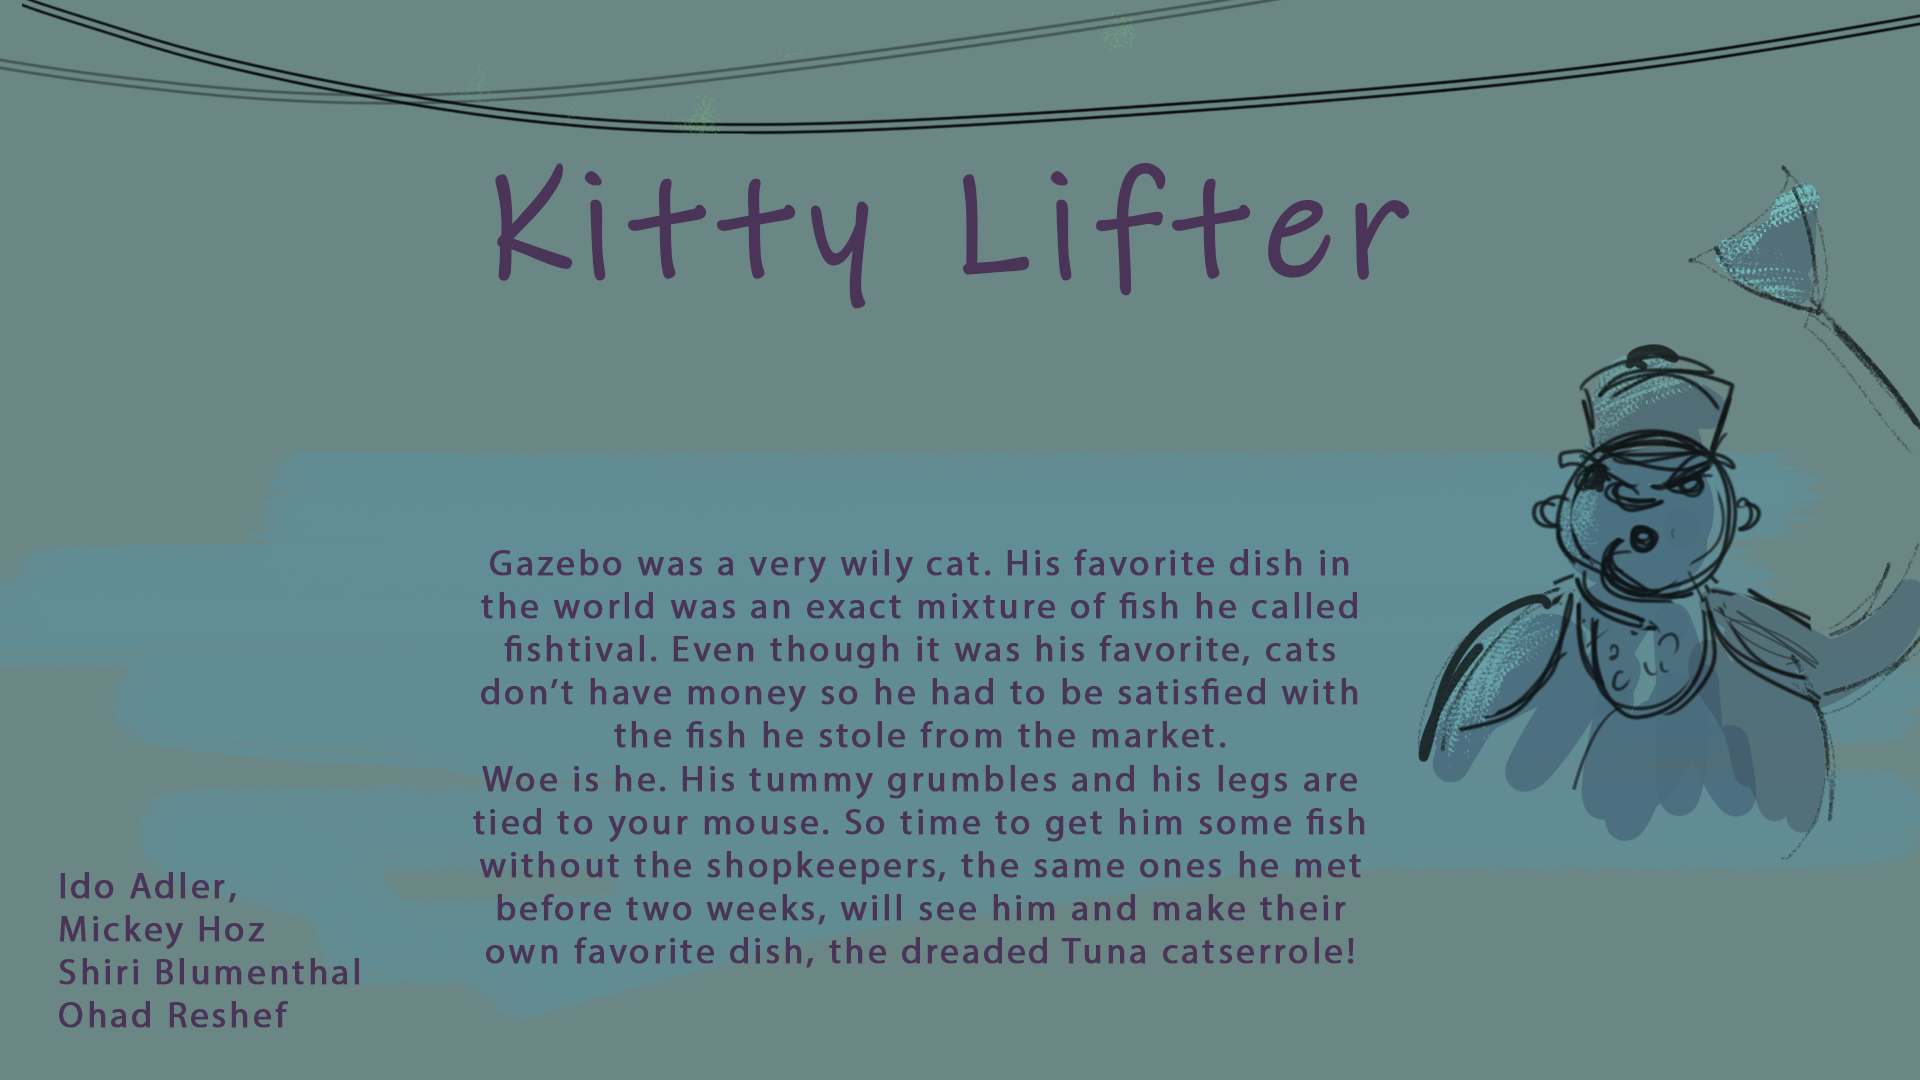 Kitty Lifter
Gazebo was a very wily cat. His favorite dish in
the world was an exact mixture of fish he called
fishtival. Even though it was his favorite, cats
don’t have money so he had to be satisfied with
the fish he stole from the market.
Woe is he. His tummy grumbles and his legs are
tied to your mouse. So time to get him some fish
without the shopkeepers, the same ones he met
before two weeks, will see him and make their
own favorite dish, the dreaded Tuna catserrole!
Ido Adler,
Mickey Hoz
Shiri Blumenthal
Ohad Reshef